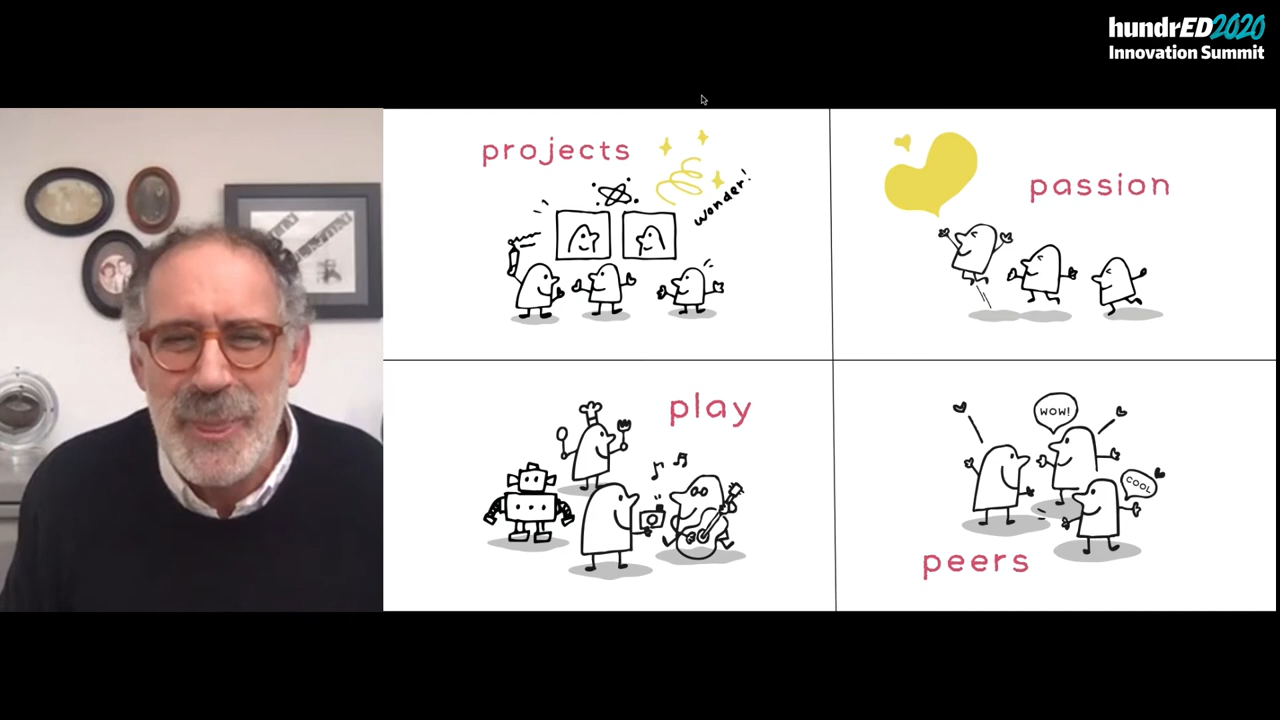 hundrED2020
Innovation Summit
projects
wonder!
passion
play
WOW!
COOL
peers